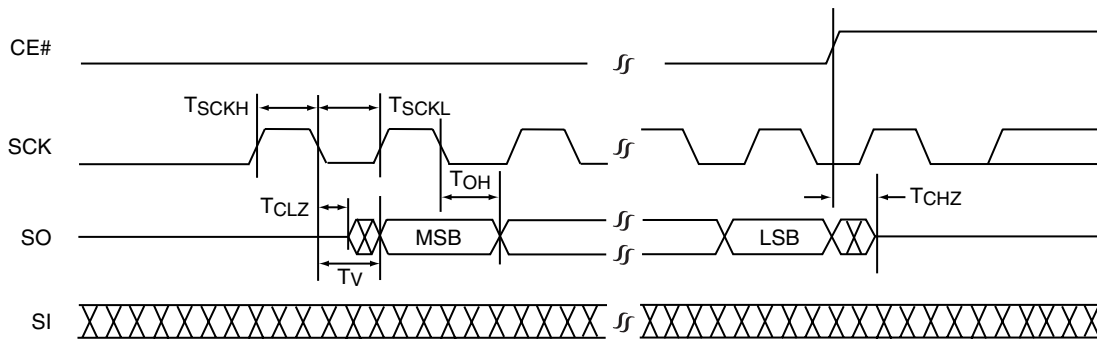 CE#
TSCKH
TSCKL
SCK
TOH
TCLZ
TCHZ
SO
MSB
LSB
TV
SI